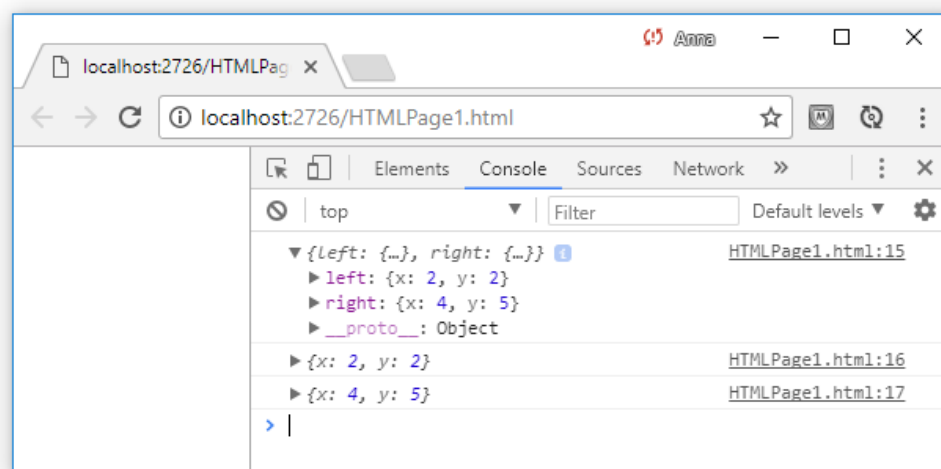 Anna
localhost:2726/HTMLPag
localhost:2726/HTMLPage1.html
Elements Console Sources Network »
top Filter Default levels
{left: {…}, right: {…}} i HTMLPage1.html:15
left: {x: 2, y: 2}
right: {x: 4, y: 5}
__proto__: Object
{x: 2, y: 2} HTMLPage1.html:16
{x: 4, y: 5} HTMLPage1.html:17
>